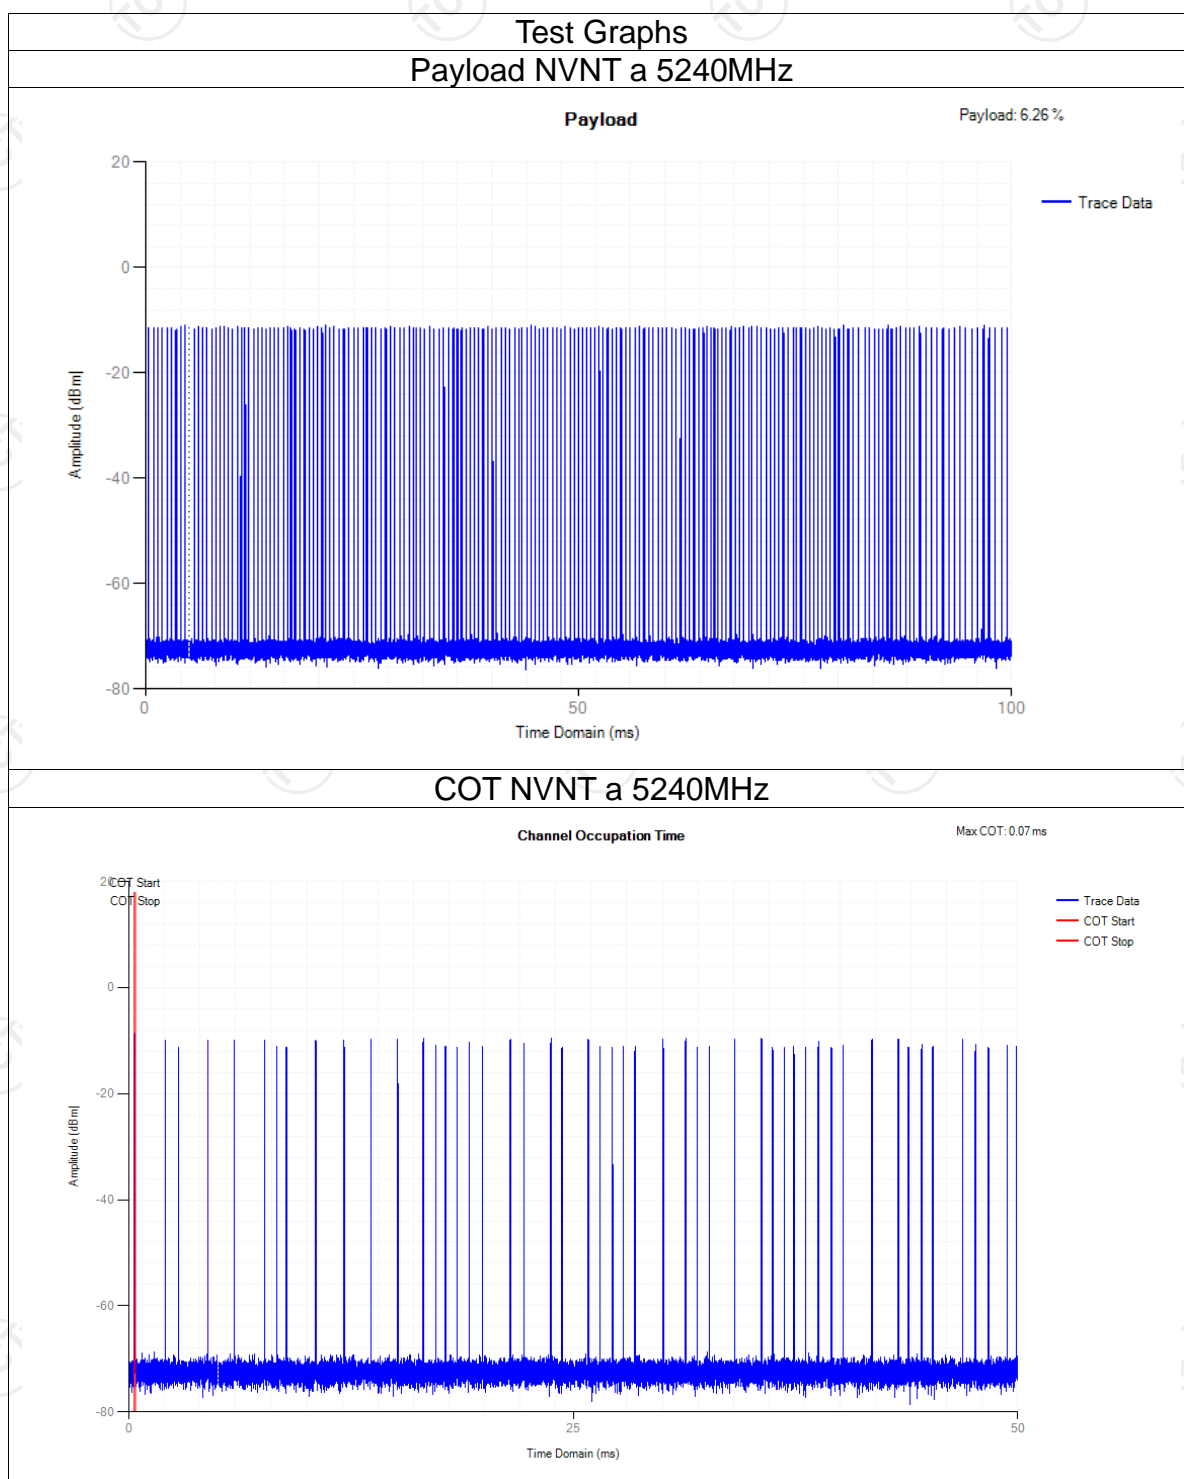 Test Graphs
Payload NVNT a 5240MHz
Payload
Payload: 6.26 %
20
0
-20
-40
-60
-80
Amplitude (dBm)
Trace Data
0
50
100
Time Domain (ms)
COT NVNT a 5240MHz
Channel Occupation Time
Max COT: 0.07 ms
20
COT Start
COT Stop
0
-20
-40
-60
-80
Amplitude (dBm)
Trace Data
COT Start
COT Stop
0
25
50
Time Domain (ms)